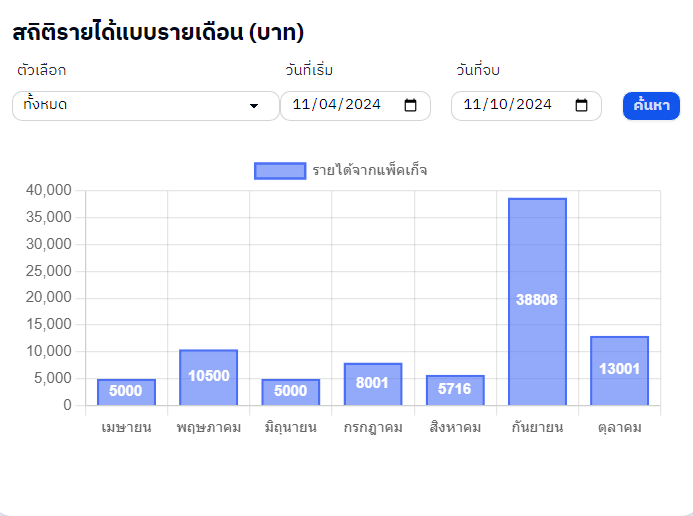 สถิติรายได้แบบรายเดือน (บาท)
ตัวเลือก วันที่เริ่ม วันที่จบ
ทั้งหมด 11/04/2024 11/10/2024 ค้นหา
รายได้จากแพ็คเก็จ
40,000
35,000
30,000
25,000
20,000
15,000
10,000
5,000
0
5000 10500 5000 8001 5716 38808 13001
เมษายน พฤษภาคม มิถุนายน กรกฎาคม สิงหาคม กันยายน ตุลาคม